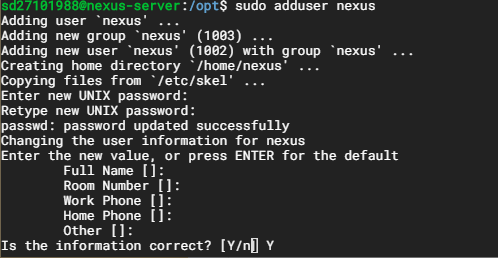 sd27101988@nexus-server:/opt$ sudo adduser nexus
Adding user `nexus' ...
Adding new group `nexus' (1003) ...
Adding new user `nexus' (1002) with group `nexus' ...
Creating home directory `/home/nexus' ...
Copying files from `/etc/skel' ...
Enter new UNIX password:
Retype new UNIX password:
passwd: password updated successfully
Changing the user information for nexus
Enter the new value, or press ENTER for the default
Full Name []:
Room Number []:
Work Phone []:
Home Phone []:
Other []:
Is the information correct? [Y/n] Y